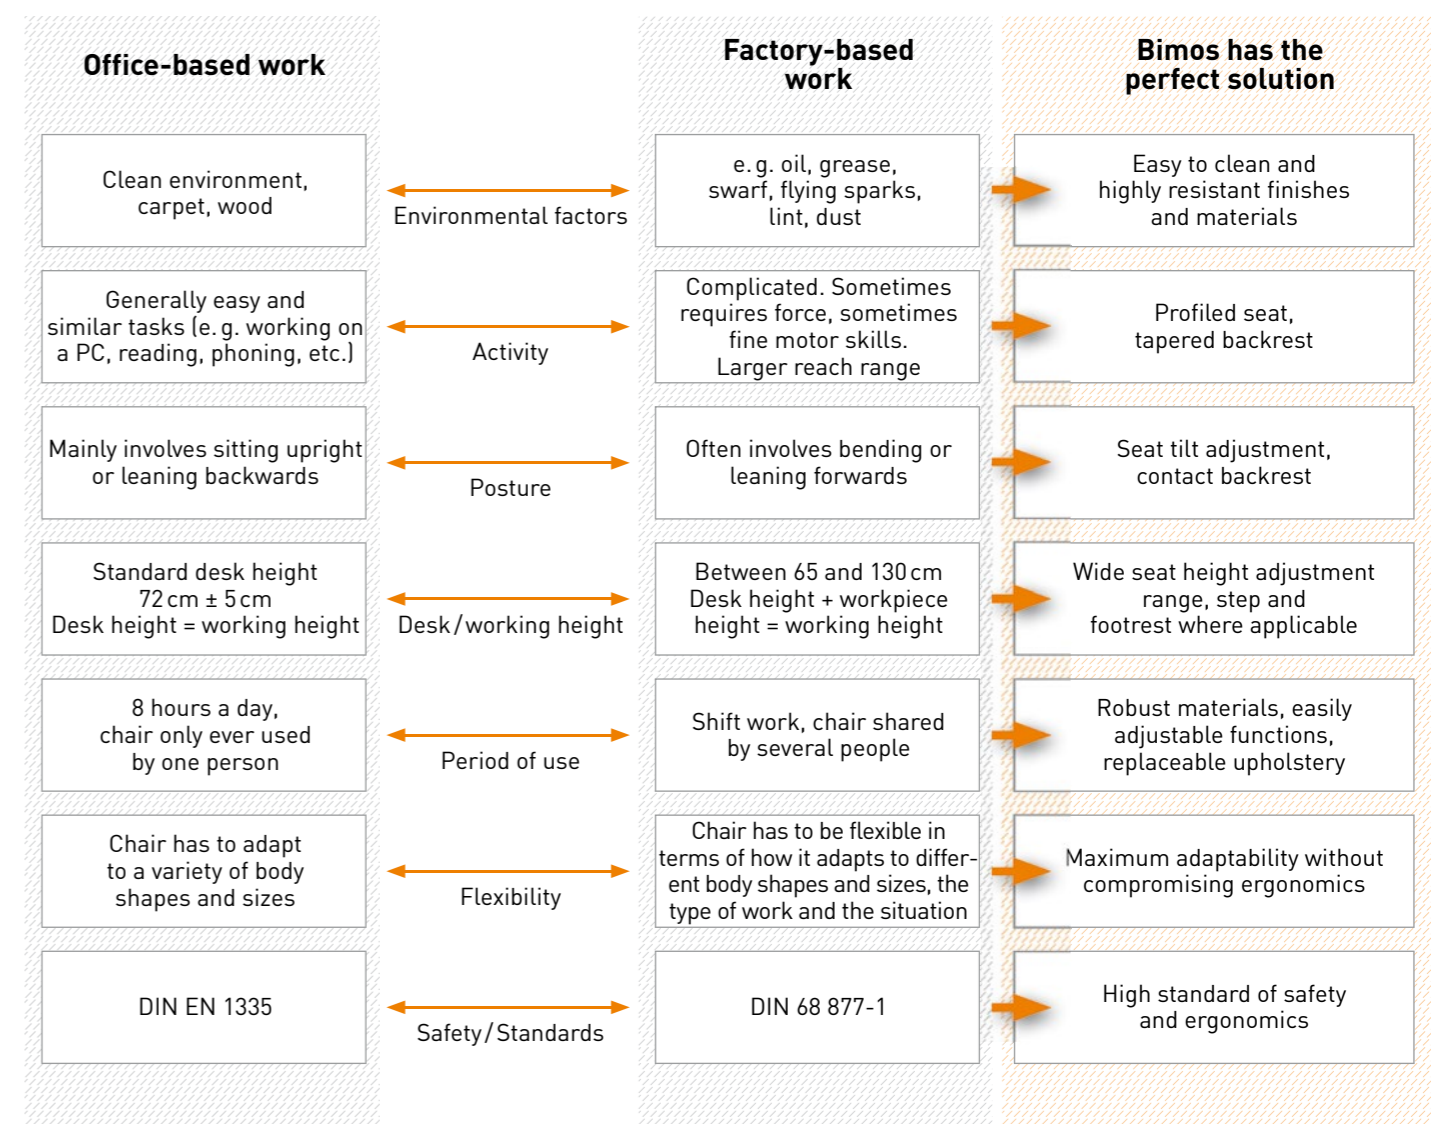 Office-based work
Factory-based
work
Bimos has the
perfect solution
Clean environment,
carpet, wood
Environmental factors
e. g. oil, grease,
swarf, flying sparks,
lint, dust
Easy to clean and
highly resistant finishes
and materials
Generally easy and
similar tasks (e. g. working on
a PC, reading, phoning, etc.)
Activity
Complicated. Sometimes
requires force, sometimes
fine motor skills.
Larger reach range
Profiled seat,
tapered backrest
Mainly involves sitting upright
or leaning backwards
Posture
Often involves bending or
leaning forwards
Seat tilt adjustment,
contact backrest
Standard desk height
72 cm ± 5 cm
Desk height = working height
Desk/working height
Between 65 and 130 cm
Desk height + workpiece
height = working height
Wide seat height adjustment
range, step and
footrest where applicable
8 hours a day,
chair only ever used
by one person
Period of use
Shift work, chair shared
by several people
Robust materials, easily
adjustable functions,
replaceable upholstery
Chair has to adapt
to a variety of body
shapes and sizes
Flexibility
Chair has to be flexible in
terms of how it adapts to differ-
ent body shapes and sizes, the
type of work and the situation
Maximum adaptability without
compromising ergonomics
DIN EN 1335
Safety/Standards
DIN 68 877-1
High standard of safety
and ergonomics